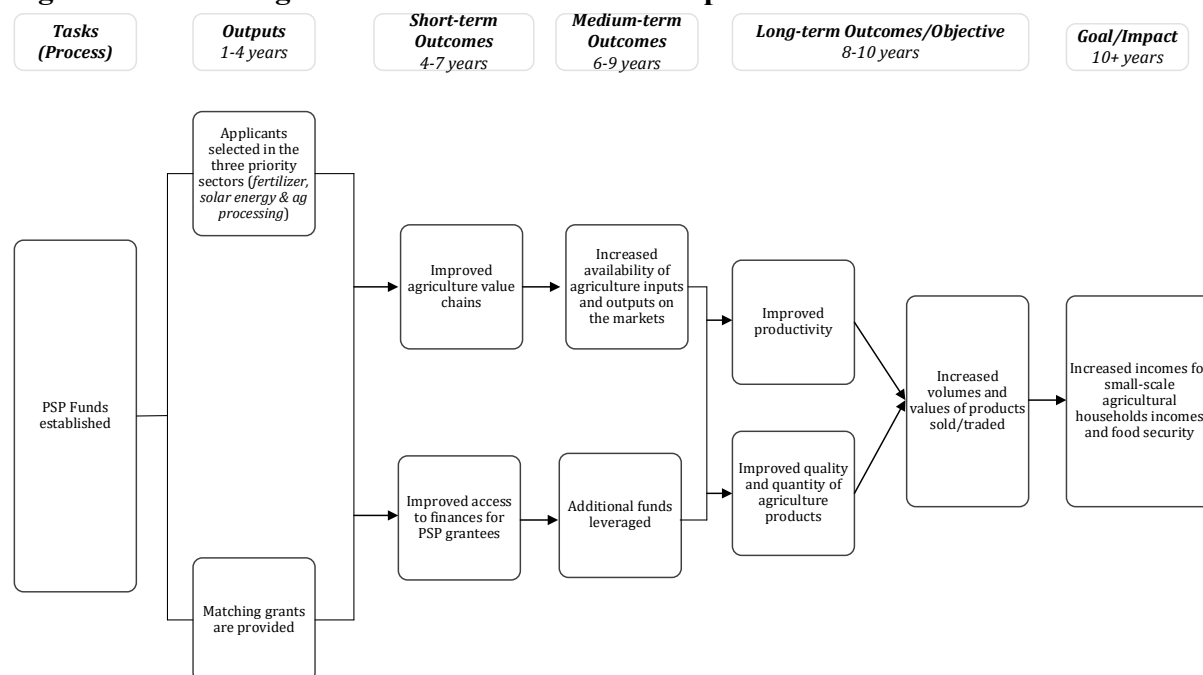 Tasks
(Process)
Outputs
1-4 years
Short-term
Outcomes
4-7 years
Medium-term
Outcomes
6-9 years
Long-term Outcomes/Objective
8-10 years
Goal/Impact
10+ years
PSP Funds
established
Applicants
selected in the
three priority
sectors (fertilizer,
solar energy & ag
processing)
Matching grants
are provided
Improved
agriculture value
chains
Improved access
to finances for
PSP grantees
Increased
availability of
agriculture inputs
and outputs on
the markets
Additional funds
leveraged
Improved
productivity
Improved quality
and quantity of
agriculture
products
Increased
volumes and
values of products
sold/traded
Increased incomes fo
small-scale
agricultural
households incomes
and food security